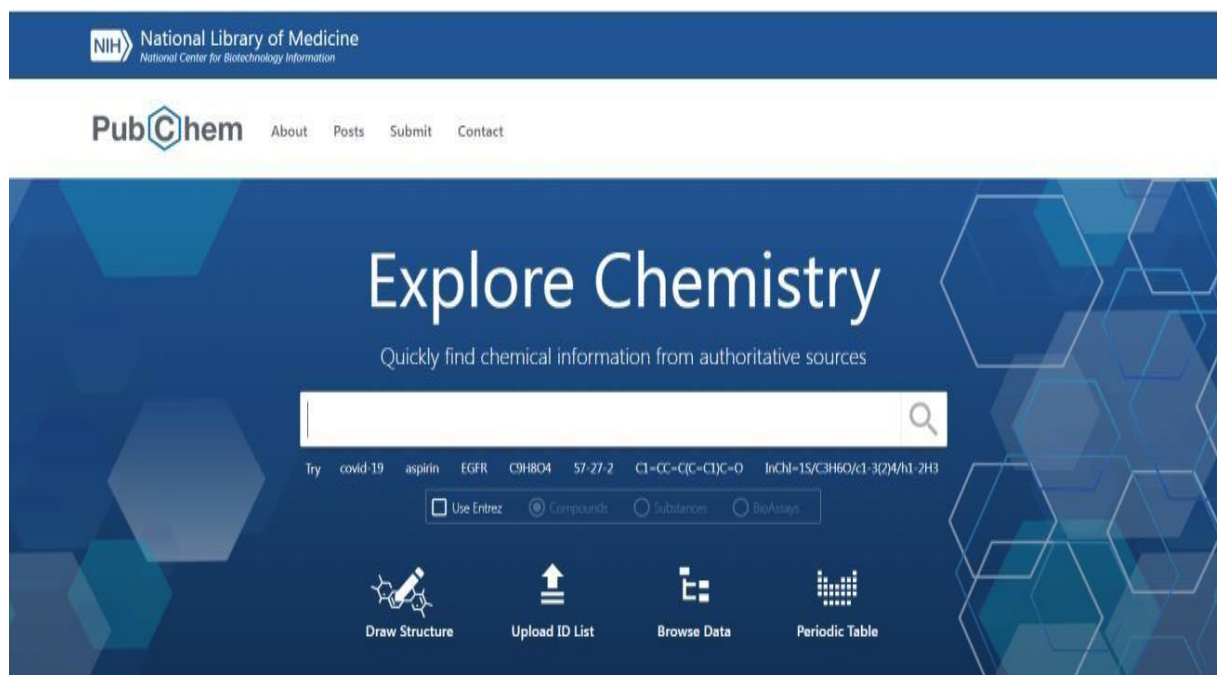 NIH National Library of Medicine
National Center for Biotechnology Information
PubChem About Posts Submit Contact
Explore Chemistry
Quickly find chemical information from authoritative sources
Try covid-19 aspirin EGFR C9H8O4 57-27-2 C1=CC=C(C=C1)C=O InChI=1S/C3H6O/c1-3(2)4/h1-2H3
Use Entrez Compounds Substances BioAssays
Draw Structure Upload ID List Browse Data Periodic Table